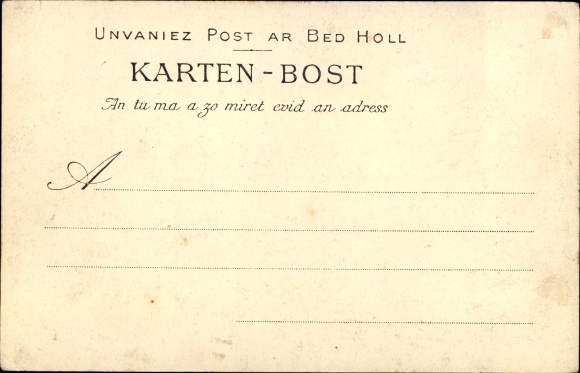 UNVANIEZ POST AR BED HOLL
KARTEN-BOST
An tu ma a zo miret evid an adress
A